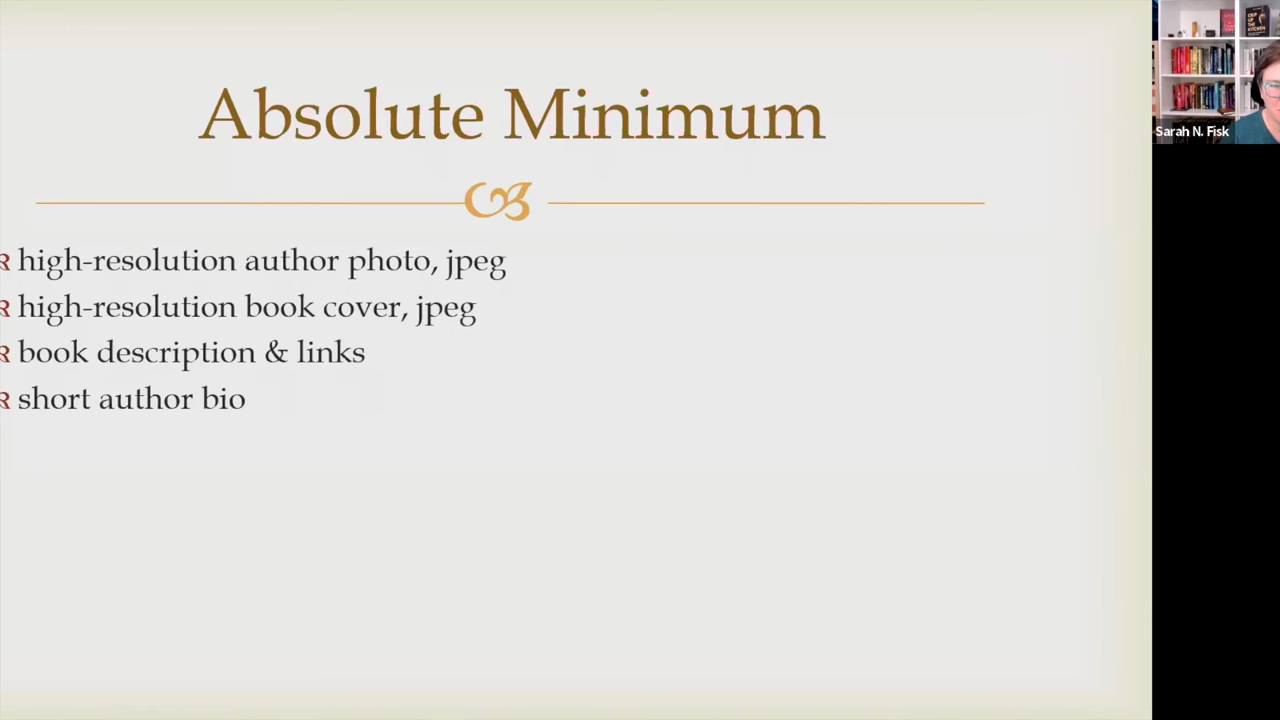 Absolute Minimum
high-resolution author photo, jpeg
high-resolution book cover, jpeg
book description & links
short author bio
Sarah N. Fisk